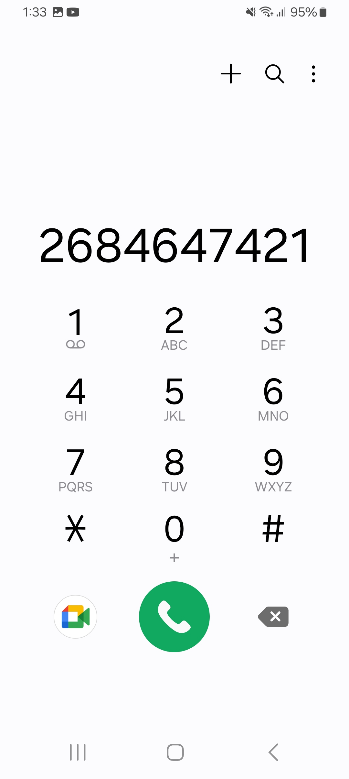 1:33 95%
2684647421
1 2 3
ABC DEF
4 5 6
GHI JKL MNO
7 8 9
PQRS TUV WXYZ
* 0 #
+